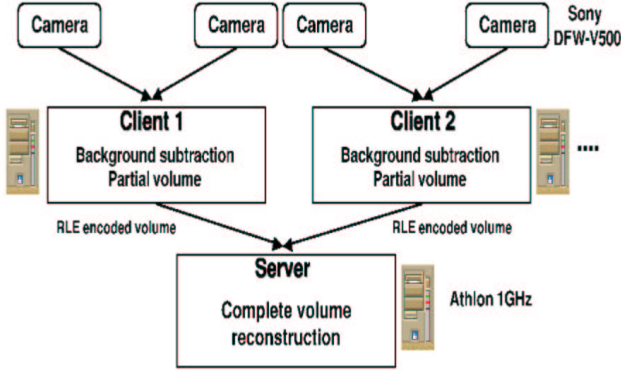 Camera
Camera
Camera
Camera
Sony
DFW-V500
Client 1
Background subtraction
Partial volume
Client 2
Background subtraction
Partial volume
....
RLE encoded volume
RLE encoded volume
Server
Complete volume
reconstruction
Athlon 1GHz